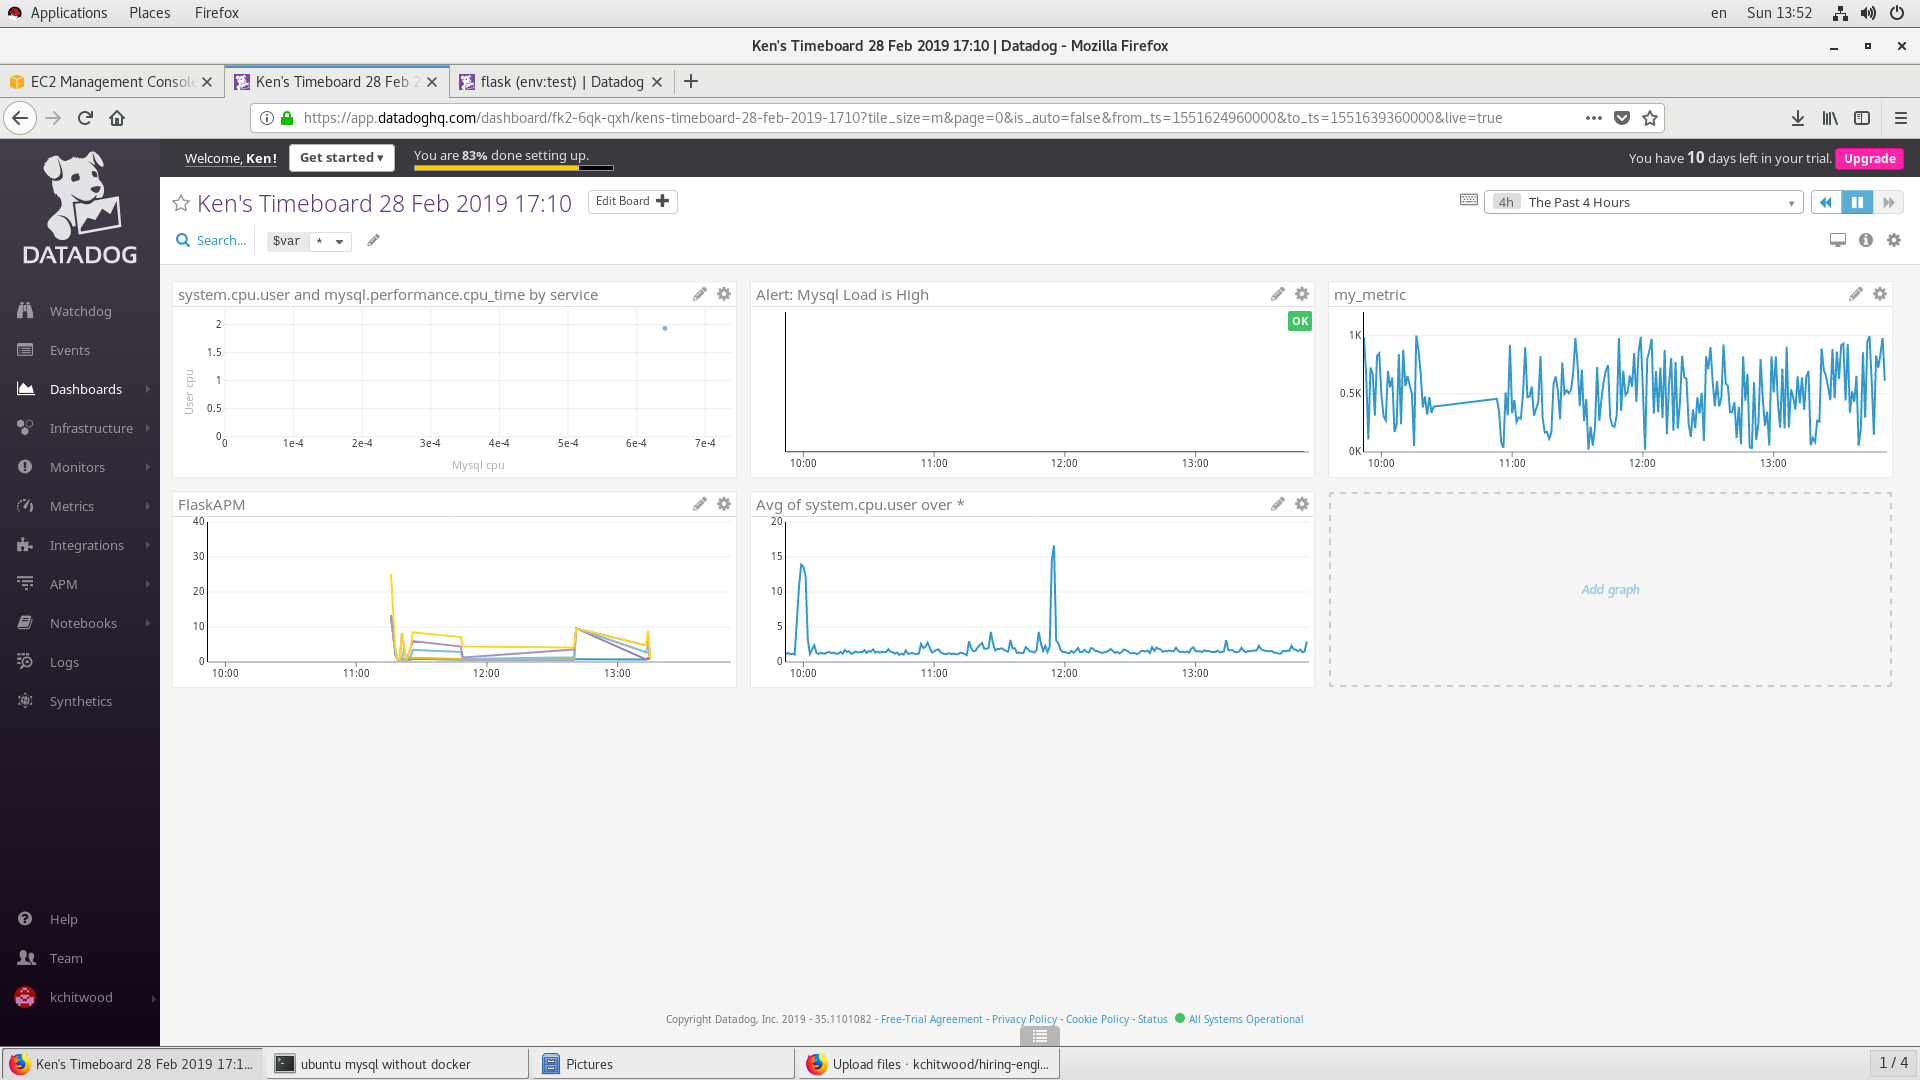 Applications Places Firefox en Sun 13:52
Ken's Timeboard 28 Feb 2019 17:10 | Datadog - Mozilla Firefox
EC2 Management Consol Ken's Timeboard 28 Feb 2 flask (env:test) | Datadog
https://app.datadoghq.com/dashboard/fk2-6qk-qxh/kens-timeboard-28-feb-2019-1710?tile_size=m&page=0&is_auto=false&from_ts=1551624960000&to_ts=1551639360000&live=true
Welcome, Ken! Get started ▾ You are 83% done setting up. You have 10 days left in your trial. Upgrade
DATADOG
Watchdog
Events
Dashboards
Infrastructure
Monitors
Metrics
Integrations
APM
Notebooks
Logs
Synthetics
Help
Team
kchitwood
Ken's Timeboard 28 Feb 2019 17:10 Edit Board 4h The Past 4 Hours
Search... $var *
system.cpu.user and mysql.performance.cpu_time by service
2
1.5
1
0.5
0
User cpu
0 1e-4 2e-4 3e-4 4e-4 5e-4 6e-4 7e-4
Mysql cpu
Alert: Mysql Load is High
OK
10:00 11:00 12:00 13:00
my_metric
1K
0.5K
0K
10:00 11:00 12:00 13:00
FlaskAPM
40
30
20
10
0
10:00 11:00 12:00 13:00
Avg of system.cpu.user over *
20
15
10
5
0
10:00 11:00 12:00 13:00
Add graph
Copyright Datadog, Inc. 2019 - 35.1101082 - Free-Trial Agreement - Privacy Policy - Cookie Policy - Status All Systems Operational
Ken's Timeboard 28 Feb 2019 17:1... ubuntu mysql without docker Pictures Upload files · kchitwood/hiring-engi... 1 / 4